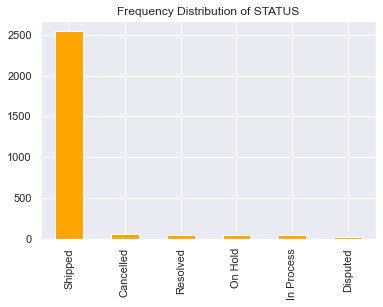 Frequency Distribution of STATUS
2500
2000
1500
1000
500
0
Shipped
Cancelled
Resolved
On Hold
In Process
Disputed